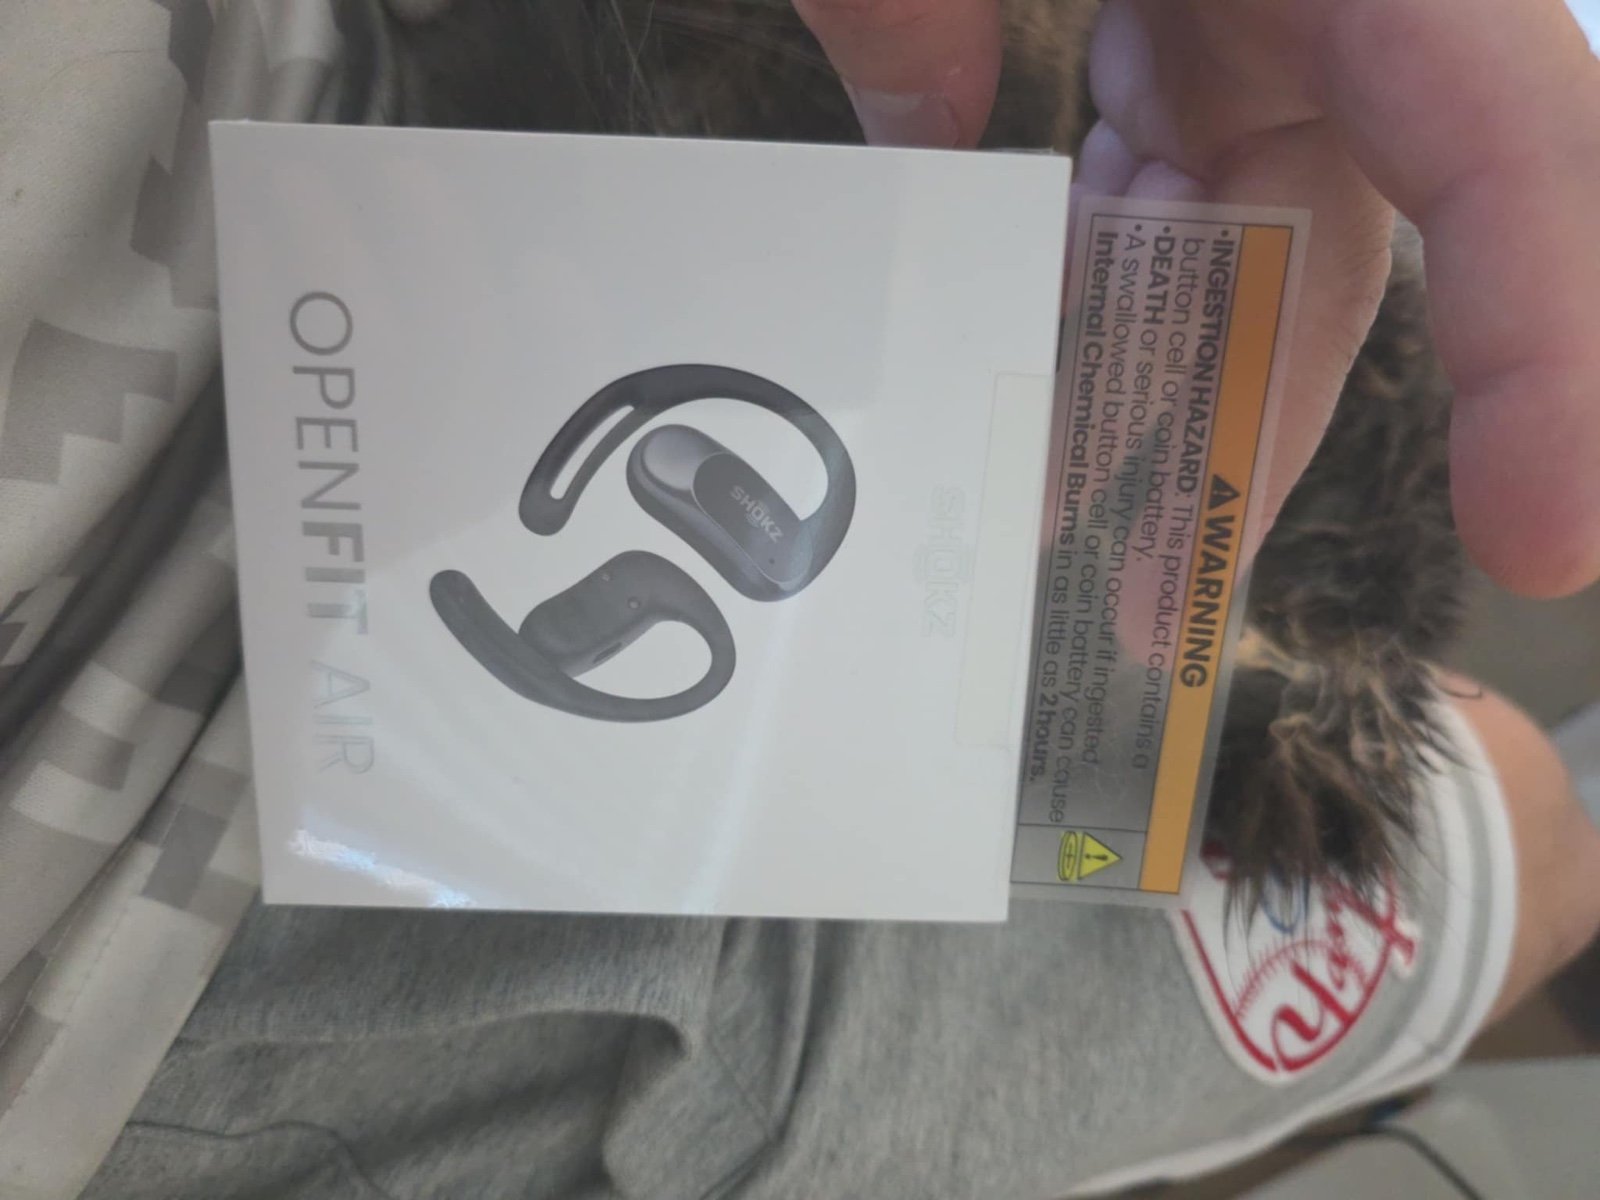 SHOKZ
SHOKZ
OPENFIT AIR
⚠ WARNING
•INGESTION HAZARD: This product contains a
button cell or coin battery.
•DEATH or serious injury can occur if ingested.
•A swallowed button cell or coin battery can cause
Internal Chemical Burns in as little as 2 hours.